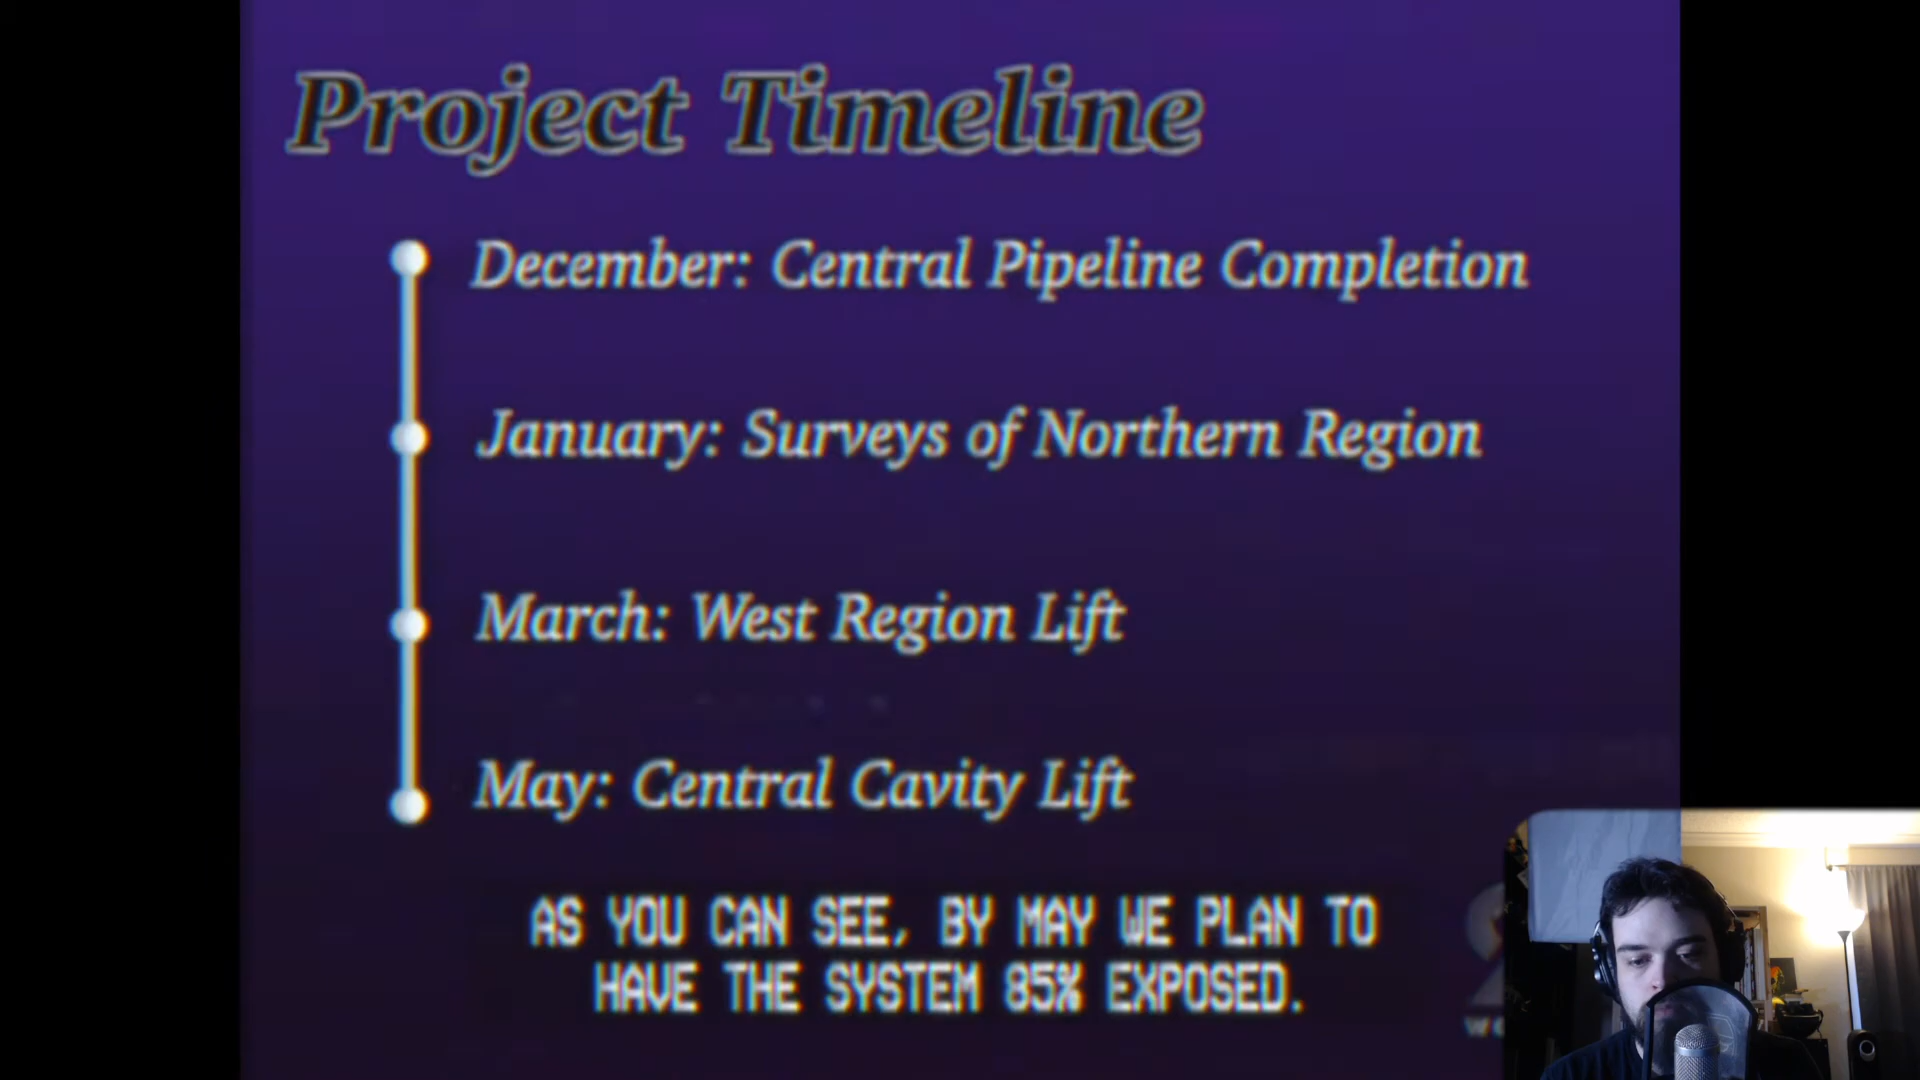 Project Timeline
December: Central Pipeline Completion
January: Surveys of Northern Region
March: West Region Lift
May: Central Cavity Lift
AS YOU CAN SEE, BY MAY WE PLAN TO
HAVE THE SYSTEM 85% EXPOSED.